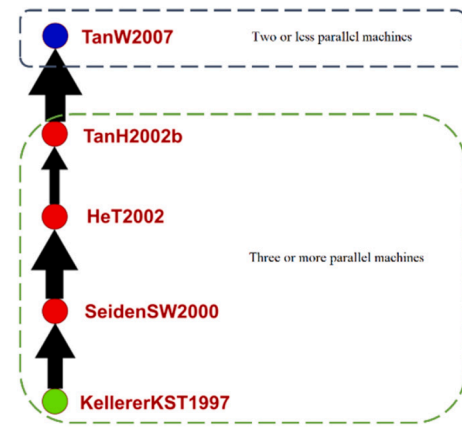 TanW2007
Two or less parallel machines
TanH2002b
HeT2002
Three or more parallel machines
SeidenSW2000
KellererKST1997